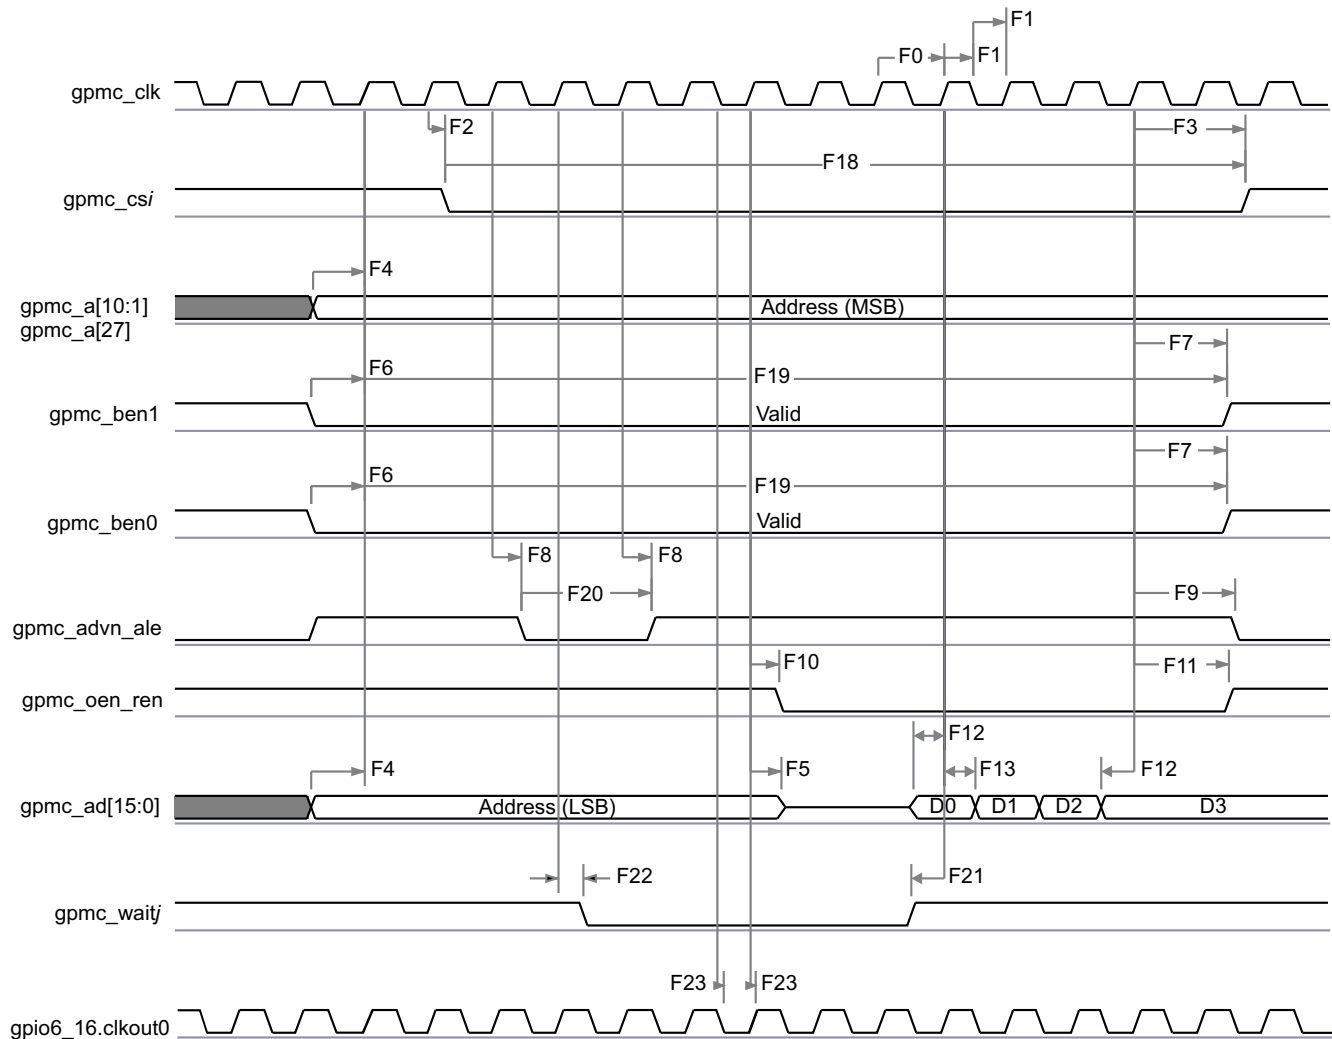 F1
F0
F1
gpmc_clk
F2
F3
F18
gpmc_csi
F4
gpmc_a[10:1]
Address (MSB)
gpmc_a[27]
F7
F6
F19
gpmc_ben1
Valid
F7
F6
F19
gpmc_ben0
Valid
F8
F8
F20
F9
gpmc_advn_ale
F10
F11
gpmc_oen_ren
F12
F4
F5
F13
F12
gpmc_ad[15:0]
Address (LSB)
D0
D1
D2
D3
F22
F21
gpmc_waitj
F23
F23
gpio6_16.clkout0